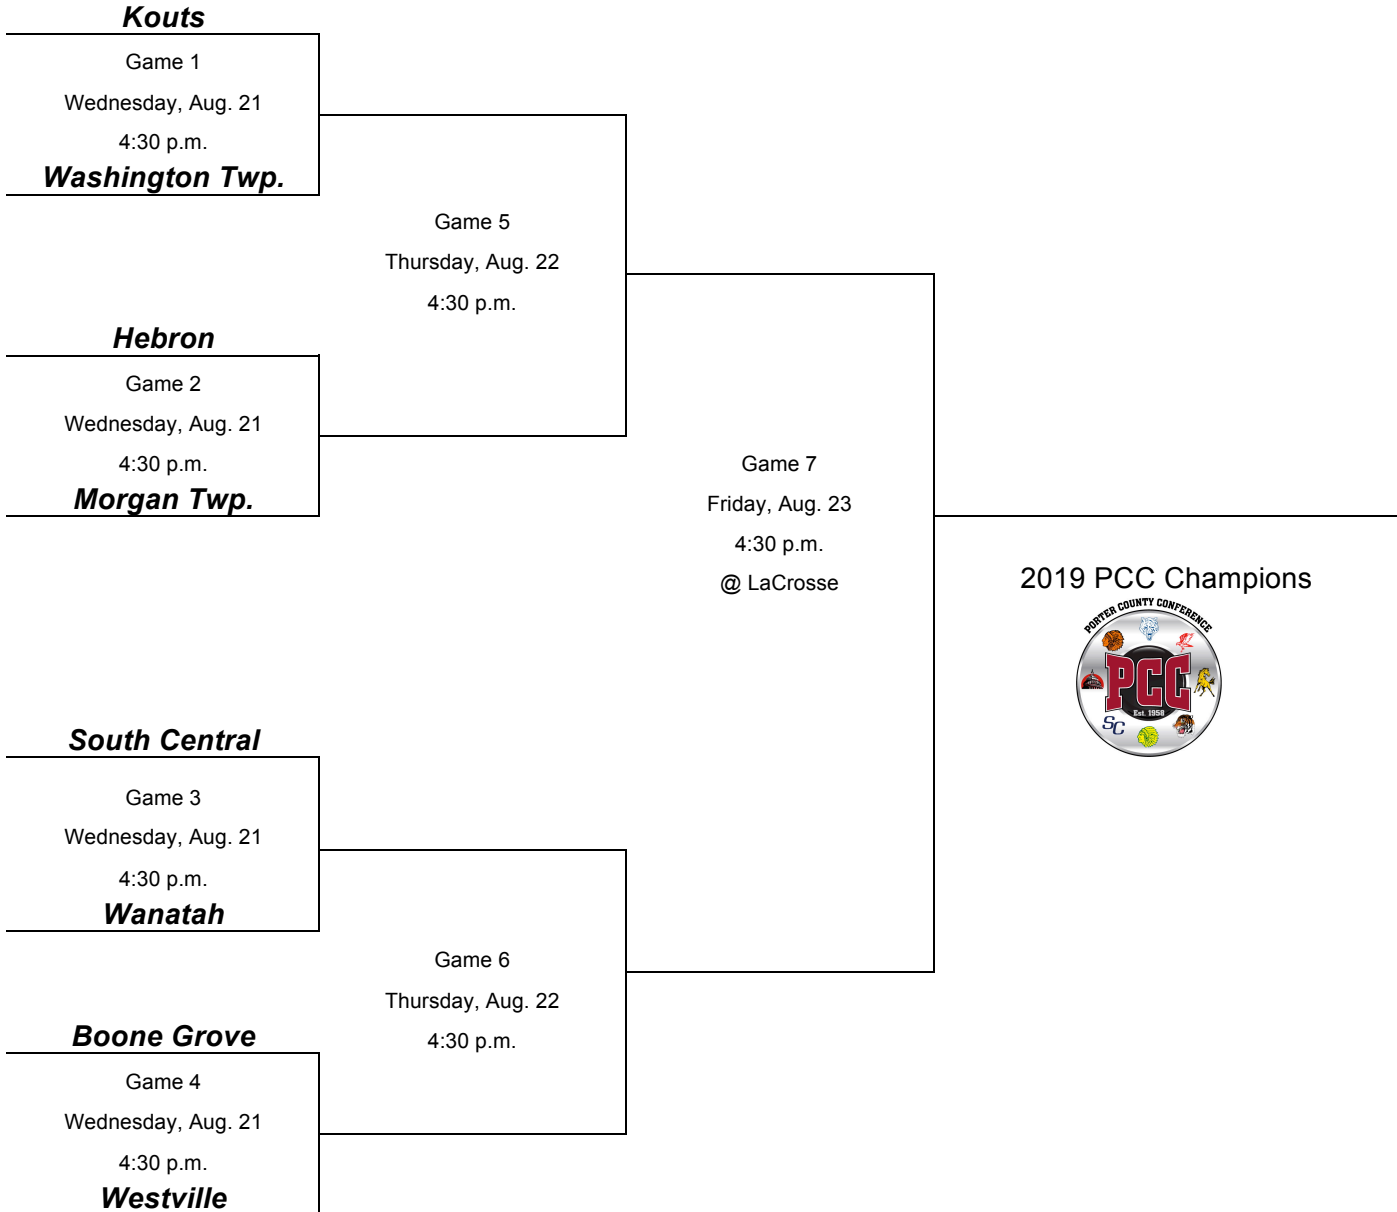 Kouts
Game 1
Wednesday, Aug. 21
4:30 p.m.
Washington Twp.
Game 5
Thursday, Aug. 22
4:30 p.m.
Hebron
Game 2
Wednesday, Aug. 21
4:30 p.m.
Morgan Twp.
Game 7
Friday, Aug. 23
4:30 p.m.
@ LaCrosse
2019 PCC Champions
PORTER COUNTY CONFERENCE
PCC
Est. 1958
SC
South Central
Game 3
Wednesday, Aug. 21
4:30 p.m.
Wanatah
Game 6
Thursday, Aug. 22
4:30 p.m.
Boone Grove
Game 4
Wednesday, Aug. 21
4:30 p.m.
Westville